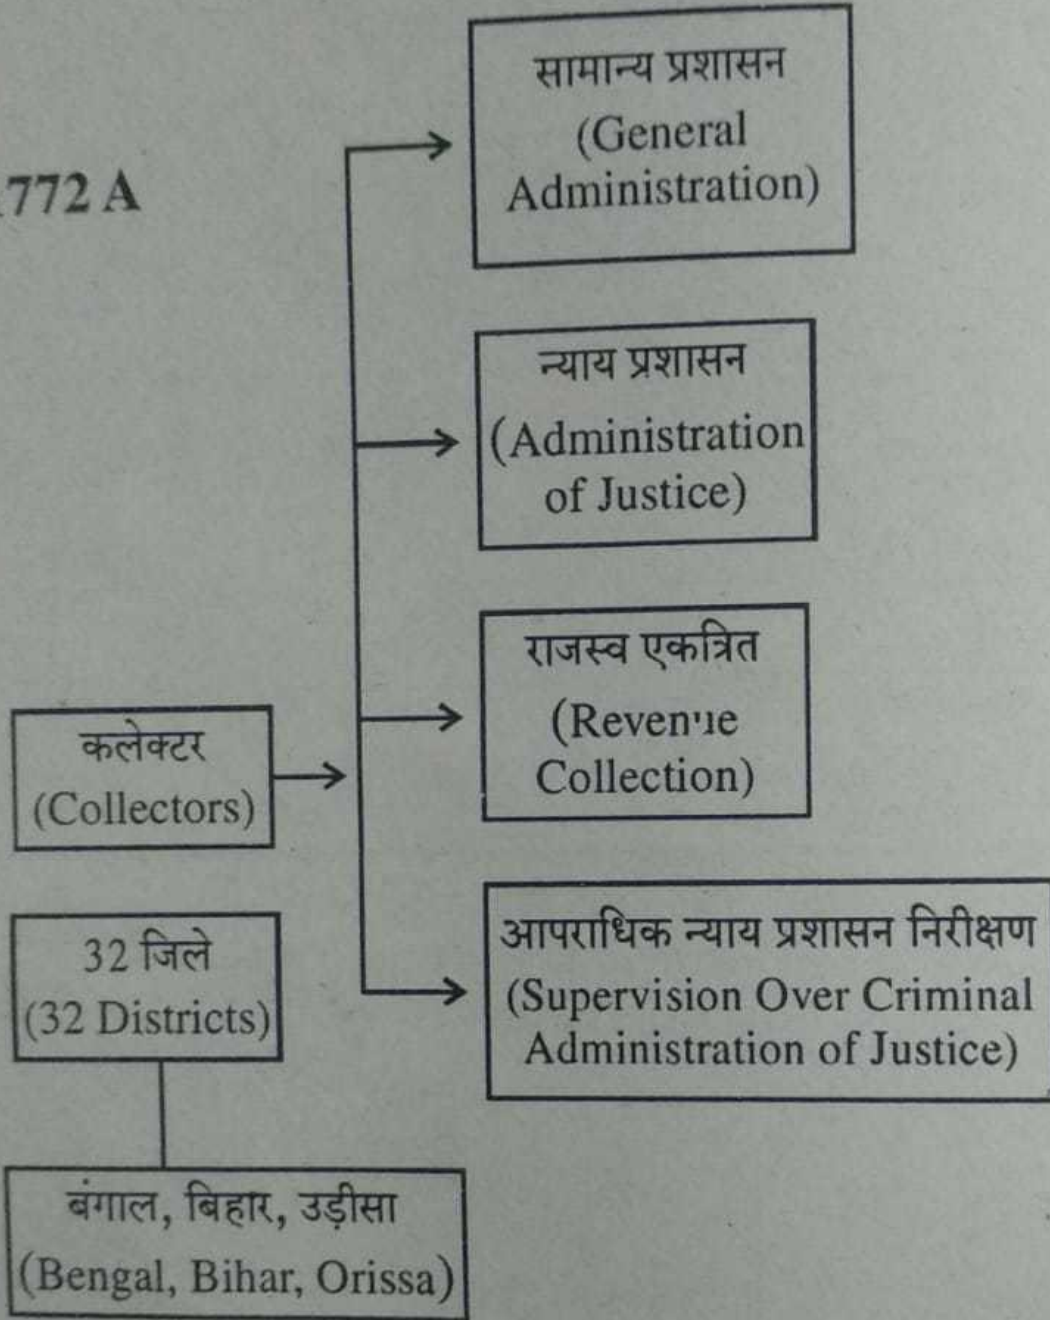 772 A
सामान्य प्रशासन
(General
Administration)
न्याय प्रशासन
(Administration
of Justice)
राजस्व एकत्रित
(Revenue
Collection)
कलेक्टर
(Collectors)
आपराधिक न्याय प्रशासन निरीक्षण
(Supervision Over Criminal
Administration of Justice)
32 जिले
(32 Districts)
बंगाल, बिहार, उड़ीसा
(Bengal, Bihar, Orissa)